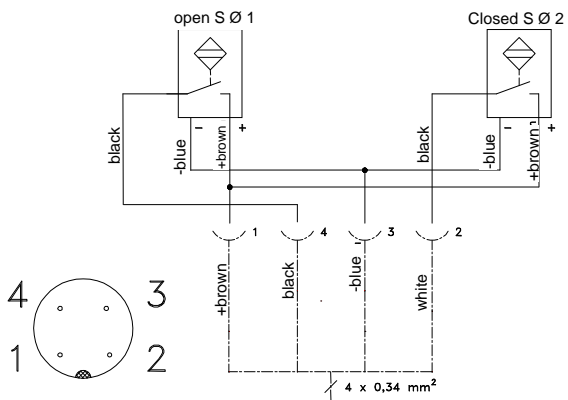 open S Ø 1
Closed S Ø 2
black
-blue
+brown
− +
black
-blue
+brown
− +
1 4 3 2
+brown
black
-blue
white
4 3
1 2
4 x 0,34 mm²